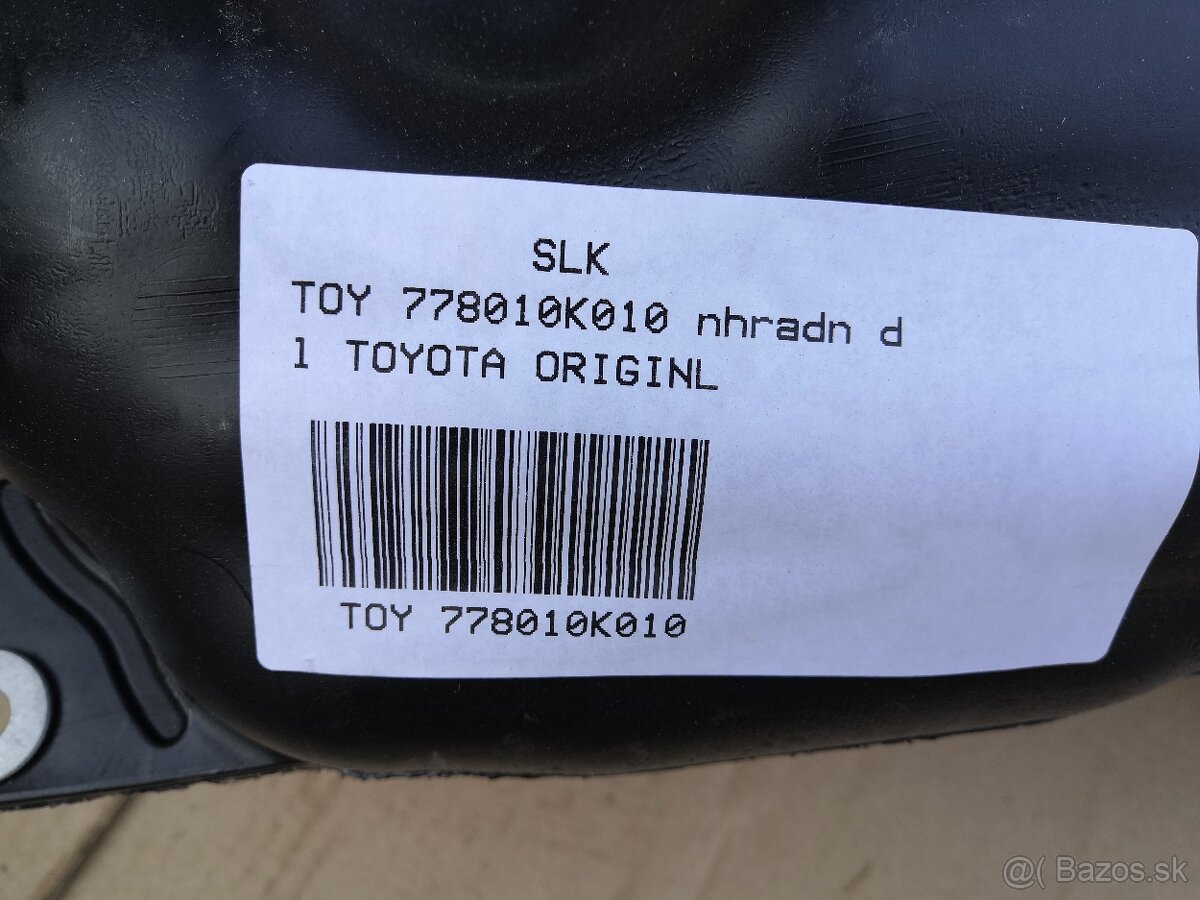 SLK
TOY 778010K010 nhradn d
l TOYOTA ORIGINL
TOY 778010K010
@( Bazos.sk